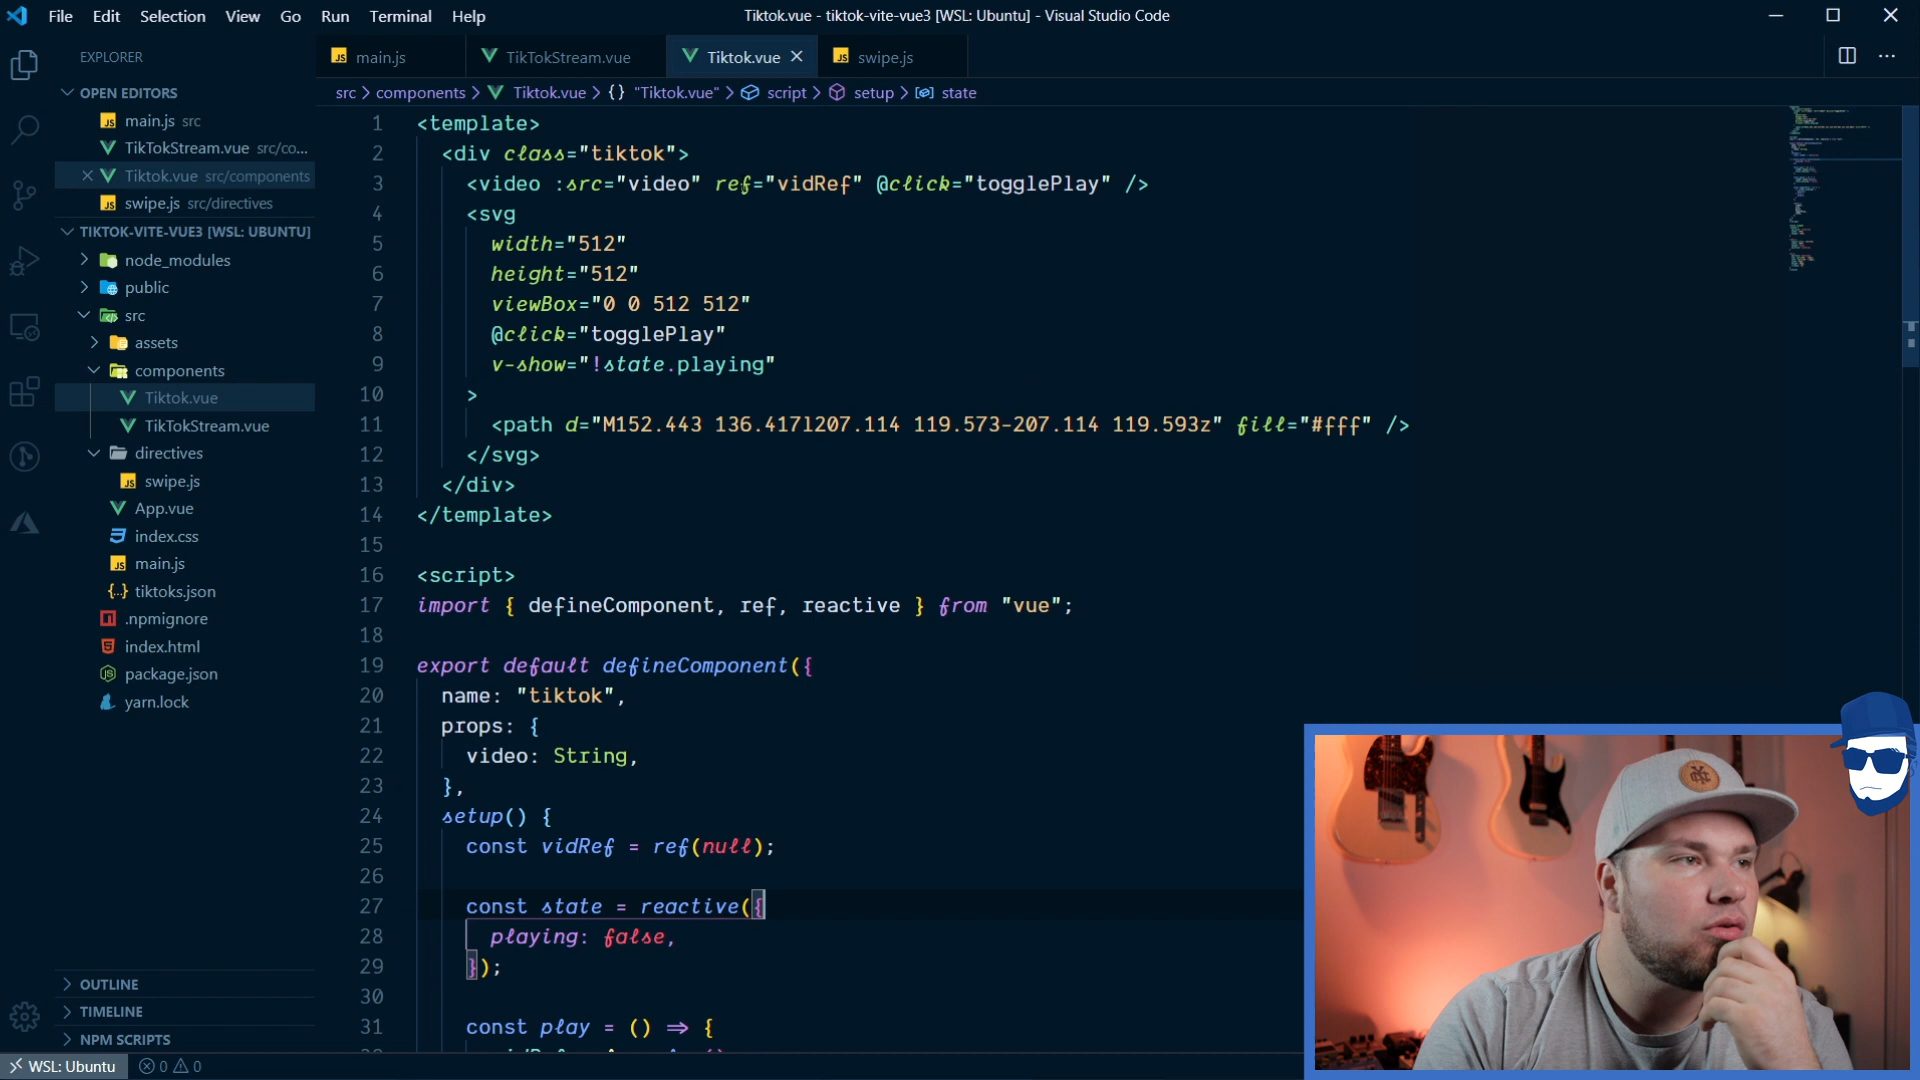 File Edit Selection View Go Run Terminal Help
Tiktok.vue - tiktok-vite-vue3 [WSL: Ubuntu] - Visual Studio Code
EXPLORER
OPEN EDITORS
main.js src
TikTokStream.vue src/co...
Tiktok.vue src/components
swipe.js src/directives
TIKTOK-VITE-VUE3 [WSL: UBUNTU]
node_modules
public
src
assets
components
Tiktok.vue
TikTokStream.vue
directives
swipe.js
App.vue
index.css
main.js
tiktoks.json
.npmignore
index.html
package.json
yarn.lock
OUTLINE
TIMELINE
NPM SCRIPTS
main.js TikTokStream.vue Tiktok.vue swipe.js
src > components > Tiktok.vue > {} "Tiktok.vue" > script > setup > state
1 <template>
2 <div class="tiktok">
3 <video :src="video" ref="vidRef" @click="togglePlay" />
4 <svg
5 width="512"
6 height="512"
7 viewBox="0 0 512 512"
8 @click="togglePlay"
9 v-show="!state.playing"
10 >
11 <path d="M152.443 136.417l207.114 119.573-207.114 119.593z" fill="#fff" />
12 </svg>
13 </div>
14 </template>
15
16 <script>
17 import { defineComponent, ref, reactive } from "vue";
18
19 export default defineComponent({
20 name: "tiktok",
21 props: {
22 video: String,
23 },
24 setup() {
25 const vidRef = ref(null);
26
27 const state = reactive({
28 playing: false,
29 });
30
31 const play = () => {
WSL: Ubuntu 0 0